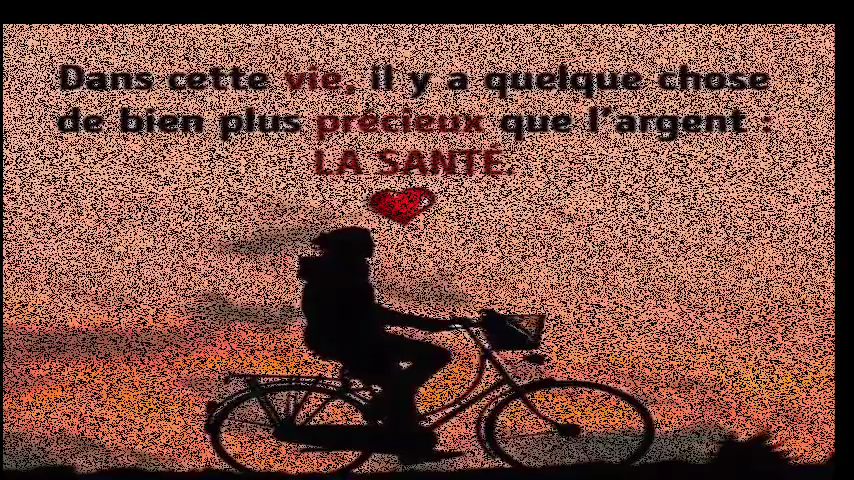 Dans cette vie, il y a quelque chose
de bien plus précieux que l'argent :
LA SANTÉ.